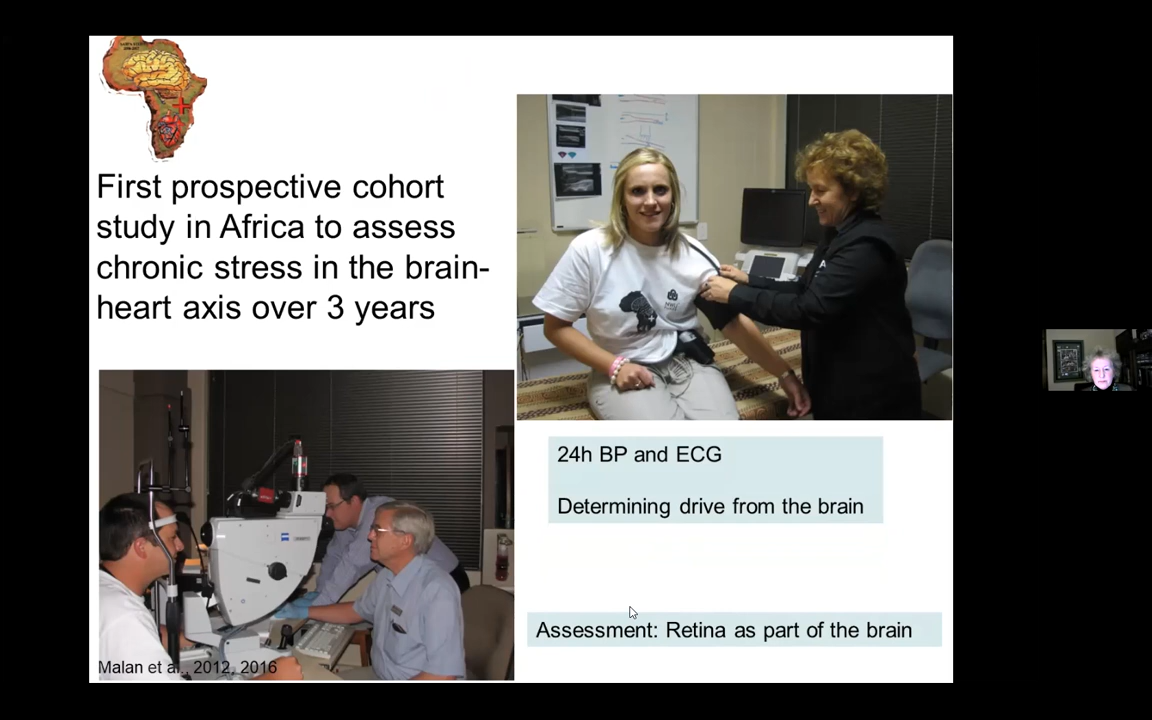 First prospective cohort
study in Africa to assess
chronic stress in the brain-
heart axis over 3 years
24h BP and ECG
Determining drive from the brain
Assessment: Retina as part of the brain
Malan et al., 2012, 2016